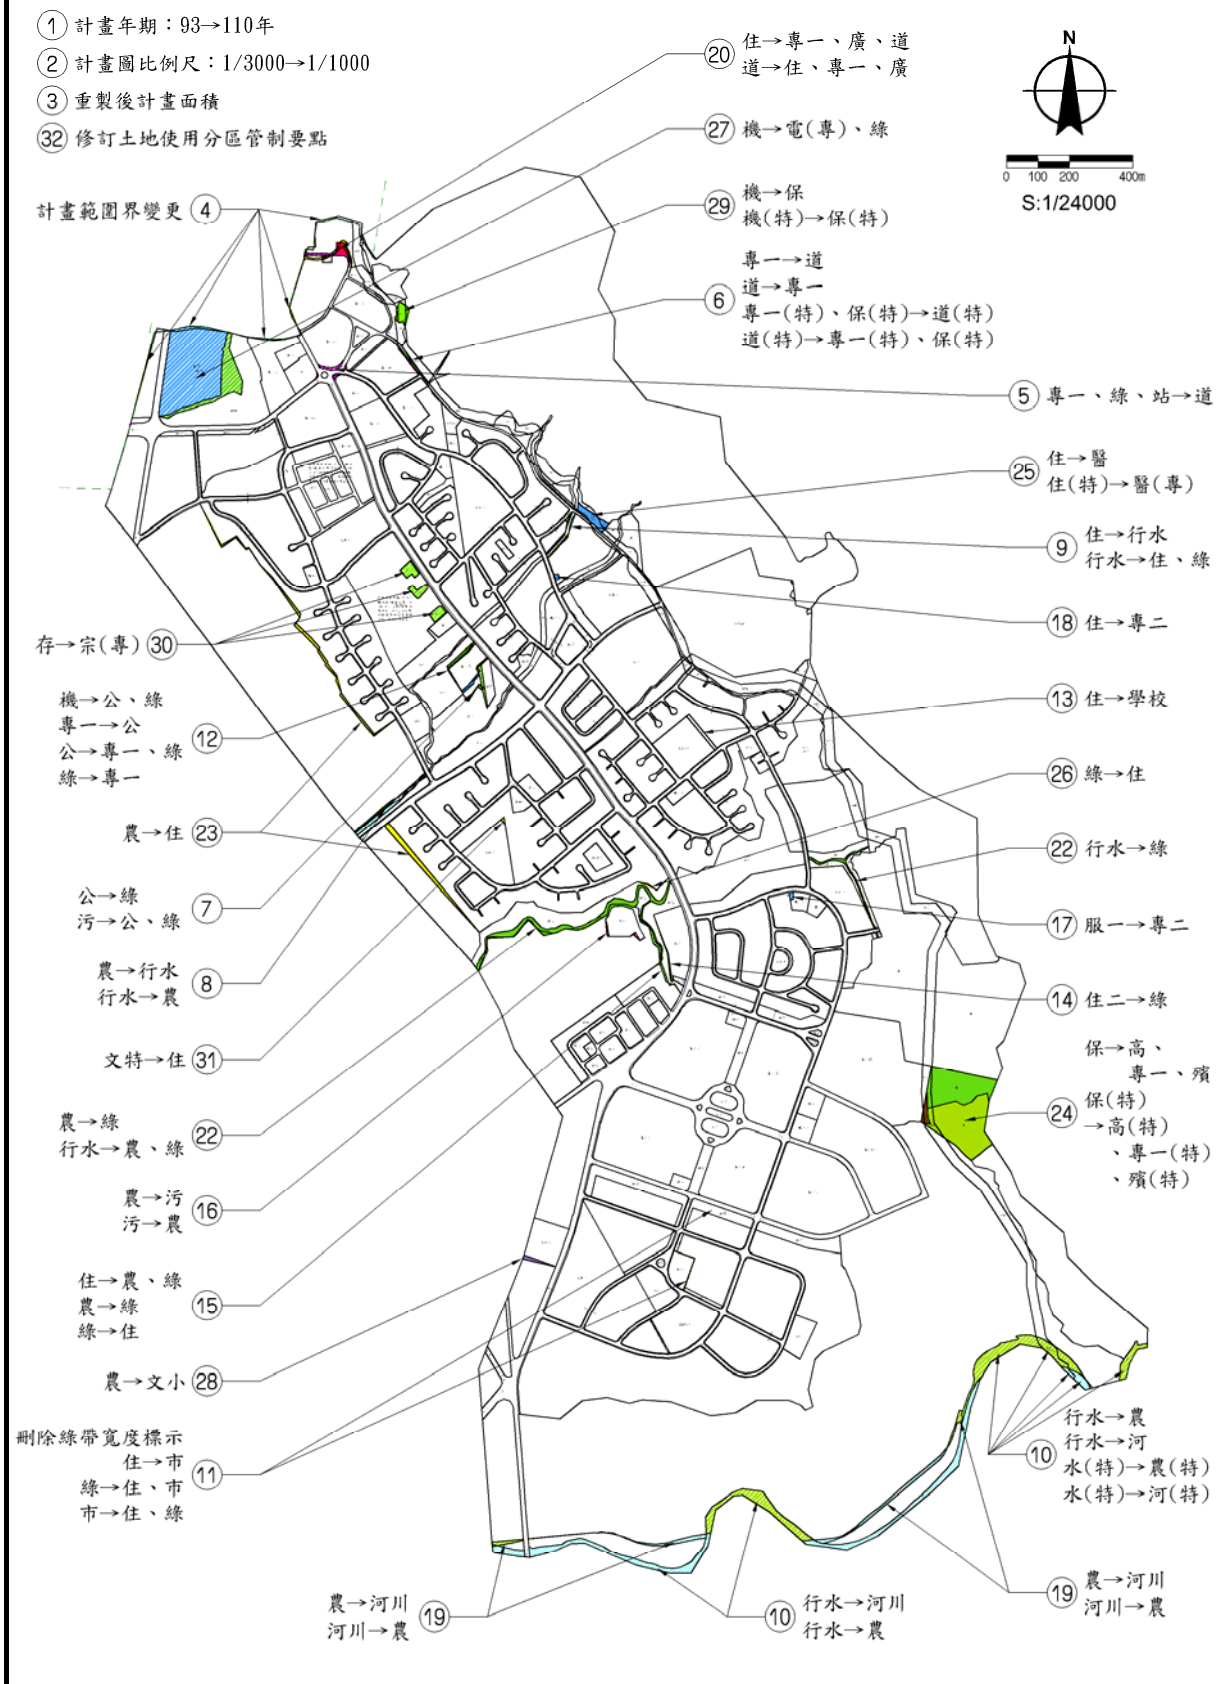 ① 計畫年期：93→110年
② 計畫圖比例尺：1/3000→1/1000
③ 重製後計畫面積
㉜ 修訂土地使用分區管制要點
計畫範圍界變更 ④
⑳ 住→專一、廣、道
道→住、專一、廣
㉗ 機→電(專)、綠
㉙ 機→保
機(特)→保(特)
⑥ 專一→道
道→專一
專一(特)、保(特)→道(特)
道(特)→專一(特)、保(特)
N
0 100 200 400m
S:1/24000
⑤ 專一、綠、站→道
㉕ 住→醫
住(特)→醫(專)
⑨ 住→行水
行水→住、綠
⑱ 住→專二
⑬ 住→學校
㉖ 綠→住
㉒ 行水→綠
⑰ 服一→專二
⑭ 住二→綠
㉔ 保→高、
專一、殯
保(特)
→高(特)
、專一(特)
、殯(特)
存→宗(專) ㉚
機→公、綠
專一→公
公→專一、綠
綠→專一
⑫
農→住 ㉓
公→綠
污→公、綠
⑦
農→行水
行水→農
⑧
文特→住 ㉛
農→綠
行水→農、綠
㉒
農→污
污→農
⑯
住→農、綠
農→綠
綠→住
⑮
農→文小 ㉘
刪除綠帶寬度標示
住→市
綠→住、市
市→住、綠
⑪
⑩ 行水→農
行水→河
水(特)→農(特)
水(特)→河(特)
⑲ 農→河川
河川→農
農→河川
河川→農
⑲
⑩ 行水→河川
行水→農